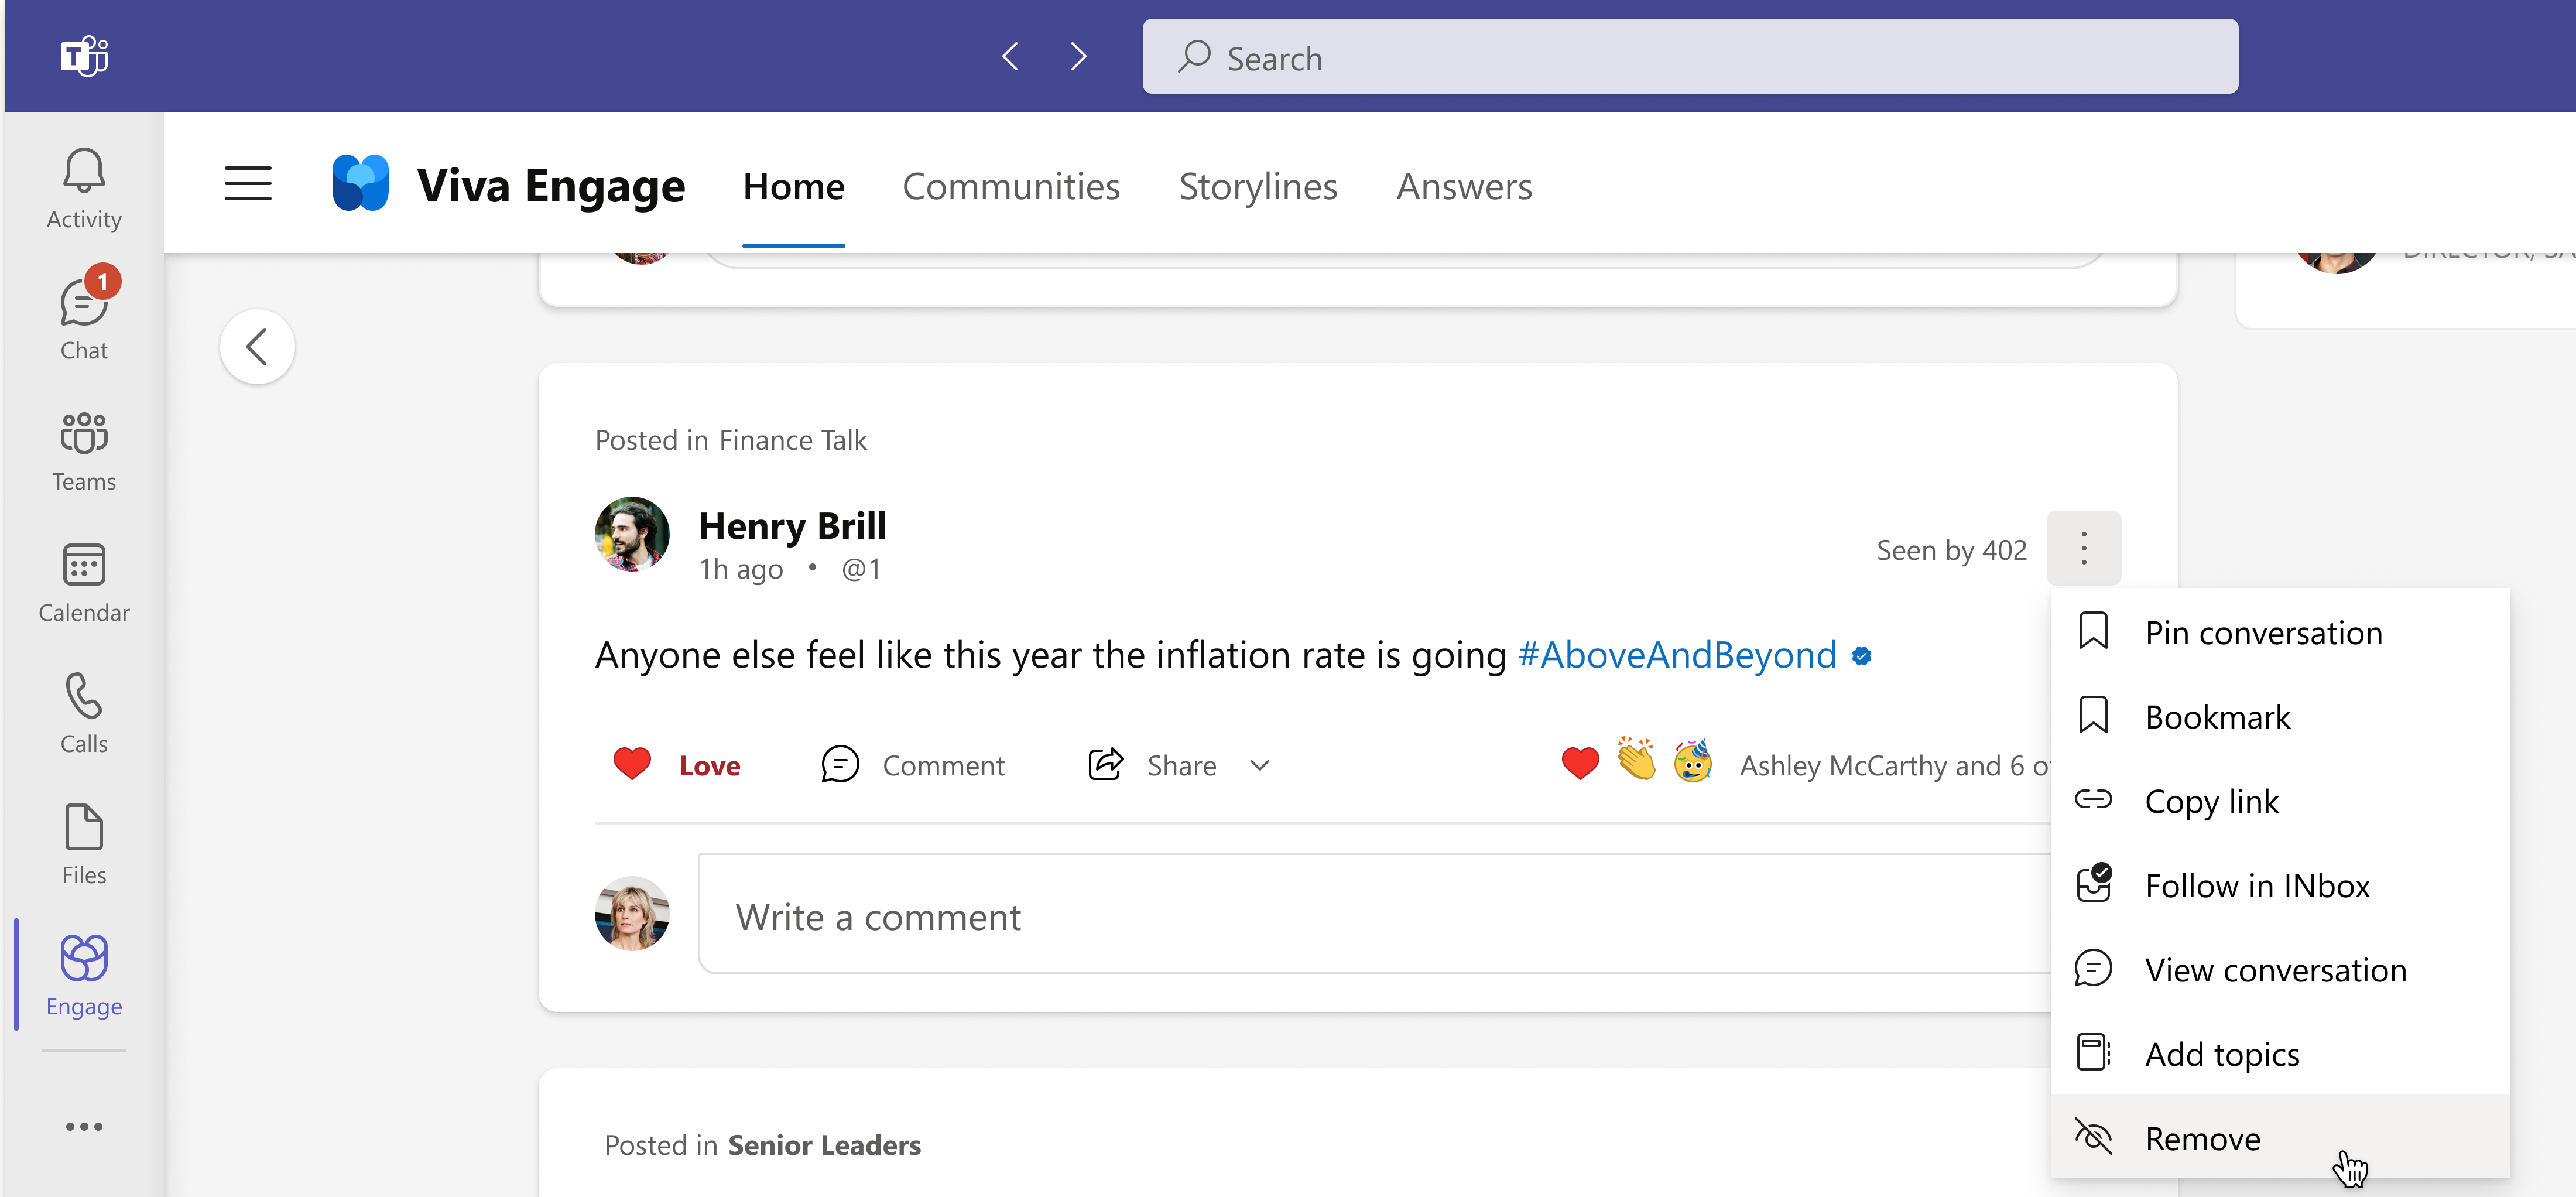 Search
Activity
1
Chat
Teams
Calendar
Calls
Files
Engage
Viva Engage
Home
Communities
Storylines
Answers
Posted in Finance Talk
Henry Brill
1h ago • @1
Seen by 402
Anyone else feel like this year the inflation rate is going #AboveAndBeyond
Love
Comment
Share
Ashley McCarthy and 6
Write a comment
Pin conversation
Bookmark
Copy link
Follow in INbox
View conversation
Add topics
Remove
Posted in Senior Leaders